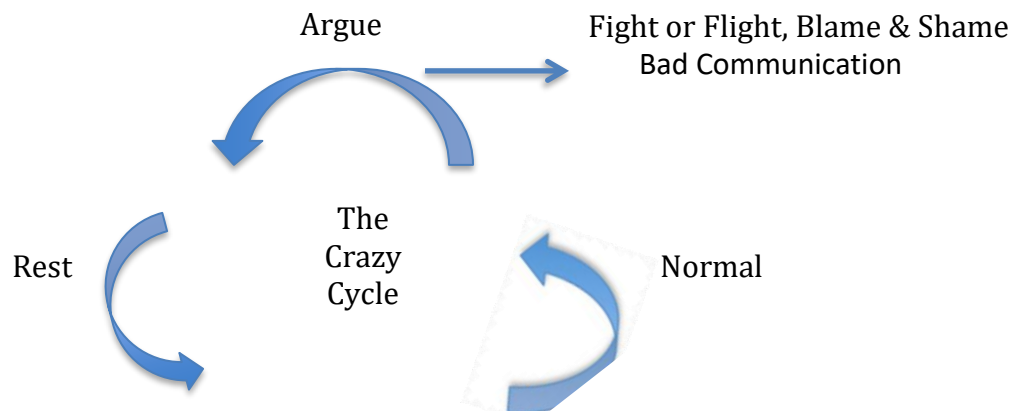 Argue
Fight or Flight, Blame & Shame
Bad Communication
The
Crazy
Cycle
Rest
Normal